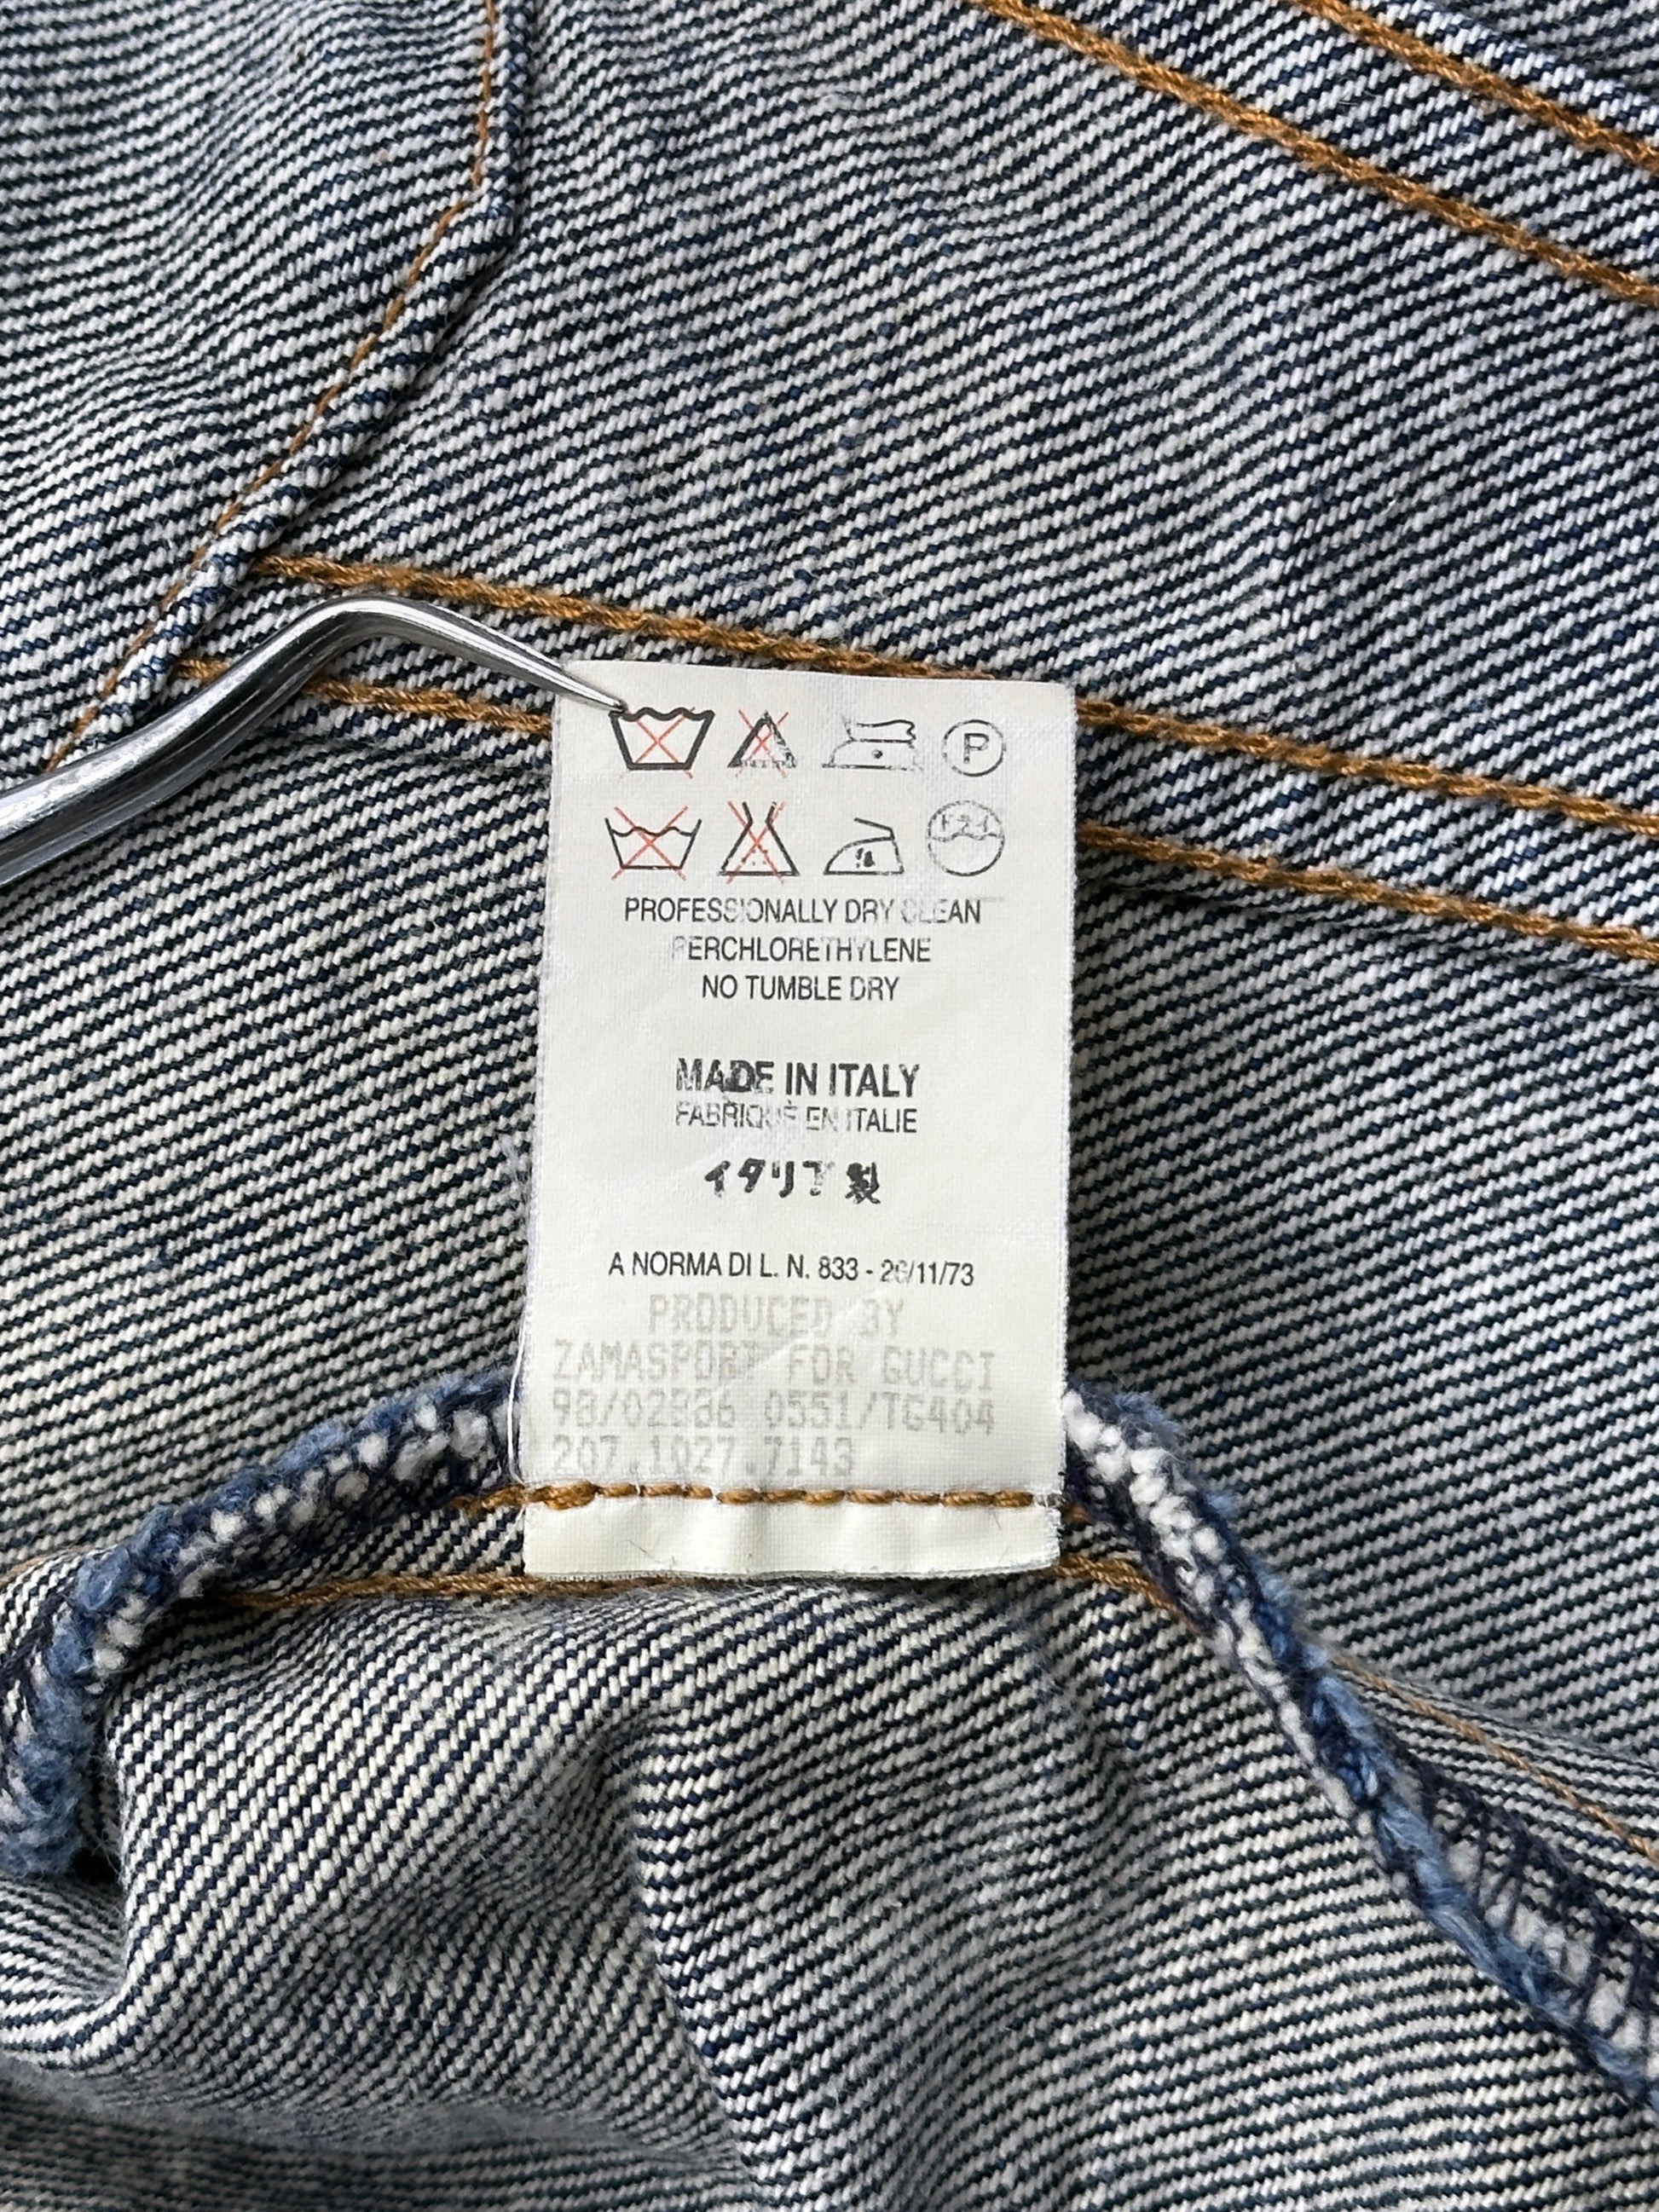 P
PROFESSIONALLY DRY CLEAN
PERCHLORETHYLENE
NO TUMBLE DRY
MADE IN ITALY
FABRIQUÉ EN ITALIE
イタリア製
A NORMA DI L. N. 833 - 26/11/73
PRODUCED BY
ZAMASPORT FOR GUCCI
98/02886 0551/TG404
207.1027.7143